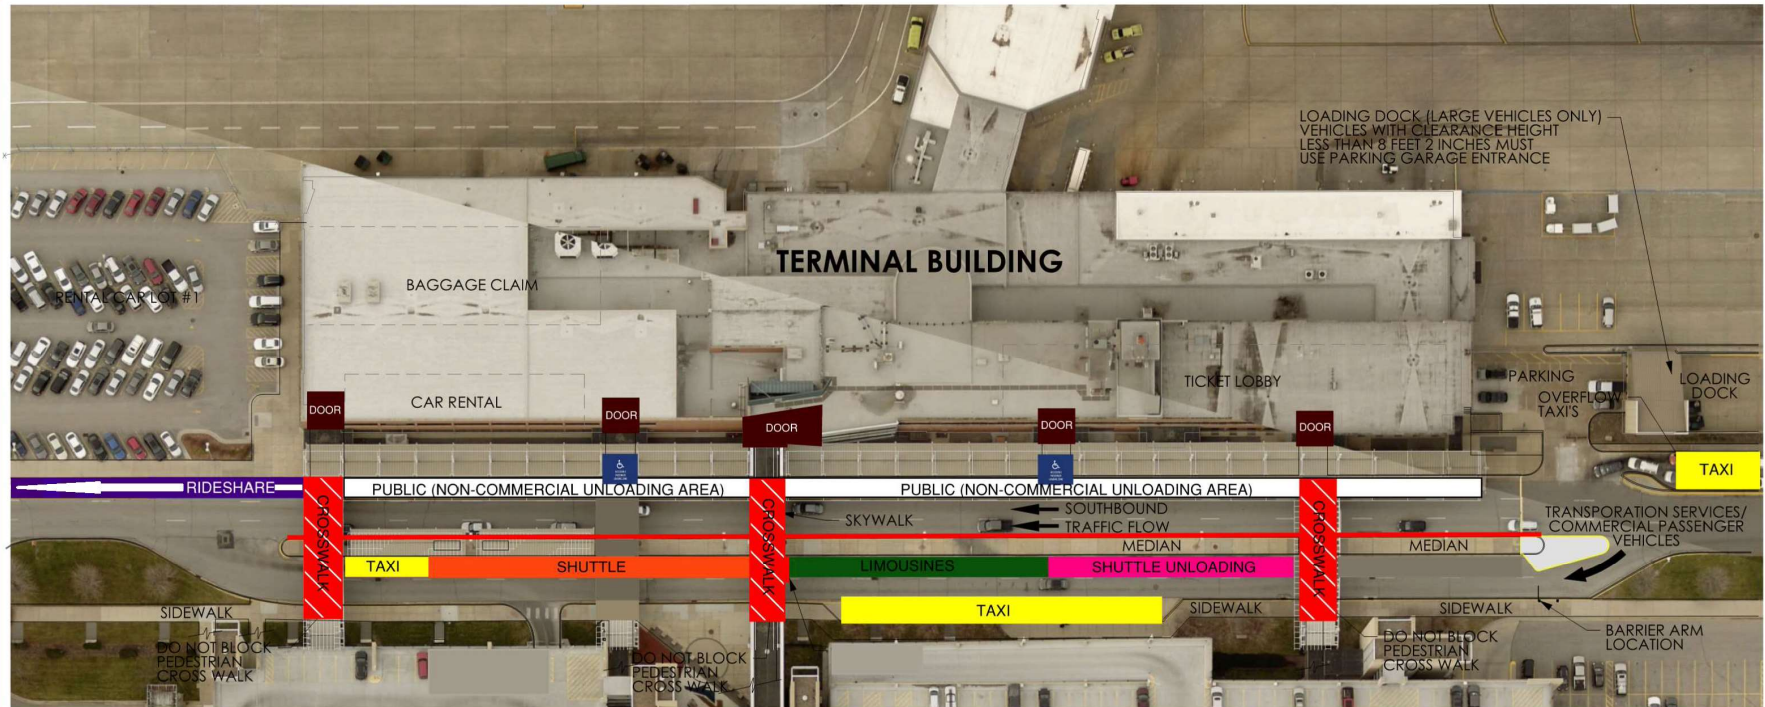 LOADING DOCK (LARGE VEHICLES ONLY)
VEHICLES WITH CLEARANCE HEIGHT
LESS THAN 8 FEET 2 INCHES MUST
USE PARKING GARAGE ENTRANCE
TERMINAL BUILDING
BAGGAGE CLAIM
RENTAL CAR LOT #1
CAR RENTAL
TICKET LOBBY
PARKING
OVERFLOW
TAXI'S
LOADING
DOCK
DOOR
DOOR
DOOR
DOOR
DOOR
TAXI
RIDESHARE
CROSSWALK
PUBLIC (NON-COMMERCIAL UNLOADING AREA)
CROSSWALK
PUBLIC (NON-COMMERCIAL UNLOADING AREA)
CROSSWALK
SKYWALK
SOUTHBOUND
TRAFFIC FLOW
TRANSPORATION SERVICES/
COMMERCIAL PASSENGER
VEHICLES
MEDIAN
MEDIAN
TAXI
SHUTTLE
LIMOUSINES
SHUTTLE UNLOADING
SIDEWALK
TAXI
SIDEWALK
SIDEWALK
DO NOT BLOCK
PEDESTRIAN
CROSS WALK
DO NOT BLOCK
PEDESTRIAN
CROSS WALK
DO NOT BLOCK
PEDESTRIAN
CROSS WALK
BARRIER ARM
LOCATION